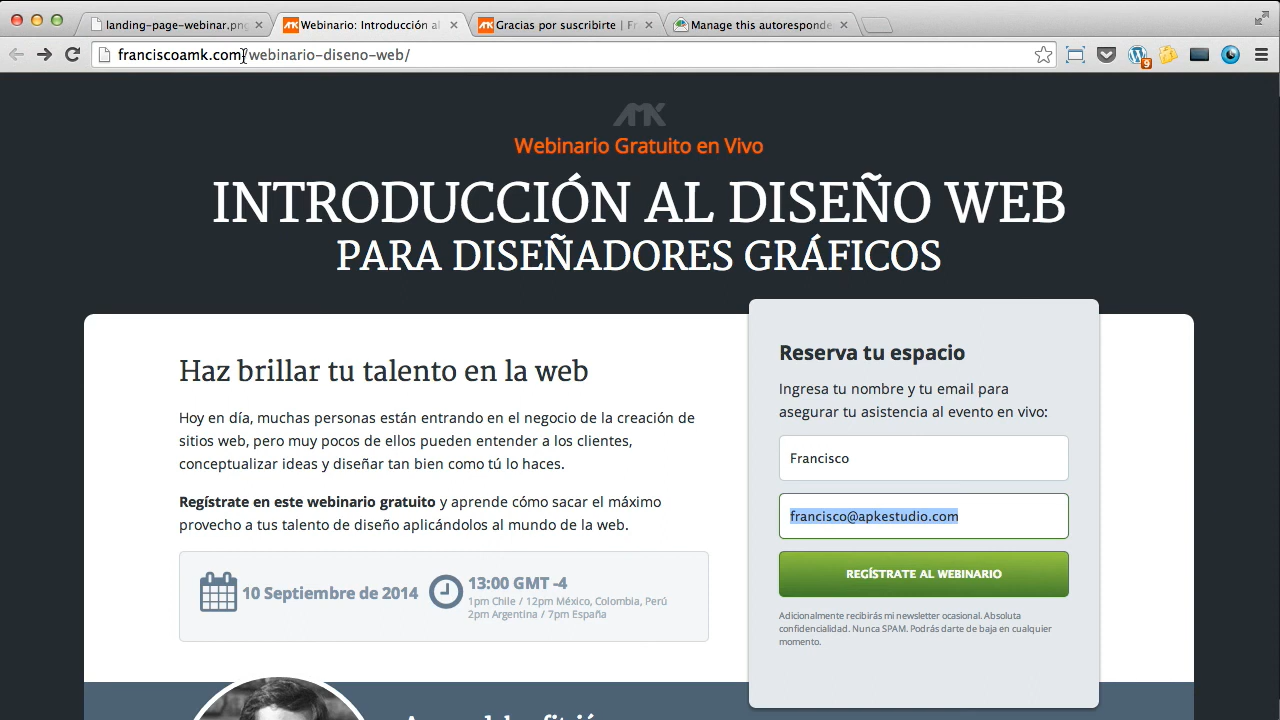 landing-page-webinar.png
Webinario: Introducción al
Gracias por suscribirte | Fr
Manage this autoresponde
franciscoamk.com/webinario-diseno-web/
9
AMK
Webinario Gratuito en Vivo
INTRODUCCIÓN AL DISEÑO WEB
PARA DISEÑADORES GRÁFICOS
Haz brillar tu talento en la web
Hoy en día, muchas personas están entrando en el negocio de la creación de
sitios web, pero muy pocos de ellos pueden entender a los clientes,
conceptualizar ideas y diseñar tan bien como tú lo haces.
Regístrate en este webinario gratuito y aprende cómo sacar el máximo
provecho a tus talento de diseño aplicándolos al mundo de la web.
10 Septiembre de 2014
13:00 GMT -4
1pm Chile / 12pm México, Colombia, Perú
2pm Argentina / 7pm España
Reserva tu espacio
Ingresa tu nombre y tu email para
asegurar tu asistencia al evento en vivo:
Francisco
francisco@apkestudio.com
REGÍSTRATE AL WEBINARIO
Adicionalmente recibirás mi newsletter ocasional. Absoluta
confidencialidad. Nunca SPAM. Podrás darte de baja en cualquier
momento.